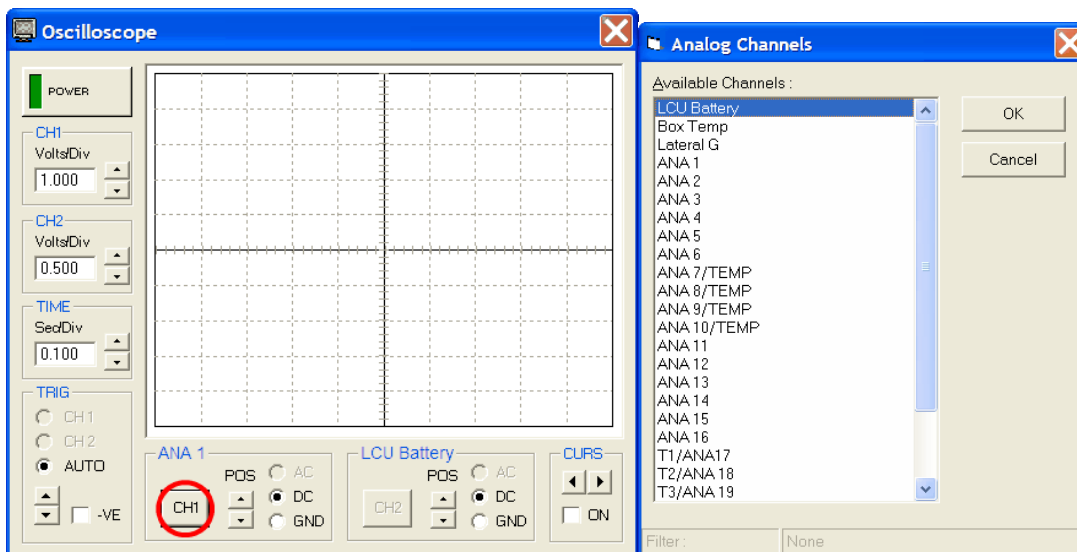 Oscilloscope
POWER
CH1
Volts/Div
1.000
CH2
Volts/Div
0.500
TIME
Sec/Div
0.100
TRIG
CH 1
CH 2
AUTO
-VE
ANA 1
CH1
POS
AC
DC
GND
LCU Battery
CH2
POS
AC
DC
GND
CURS
ON
Analog Channels
Available Channels :
LCU Battery
Box Temp
Lateral G
ANA 1
ANA 2
ANA 3
ANA 4
ANA 5
ANA 6
ANA 7/TEMP
ANA 8/TEMP
ANA 9/TEMP
ANA 10/TEMP
ANA 11
ANA 12
ANA 13
ANA 14
ANA 15
ANA 16
T1/ANA17
T2/ANA 18
T3/ANA 19
OK
Cancel
Filter :
None